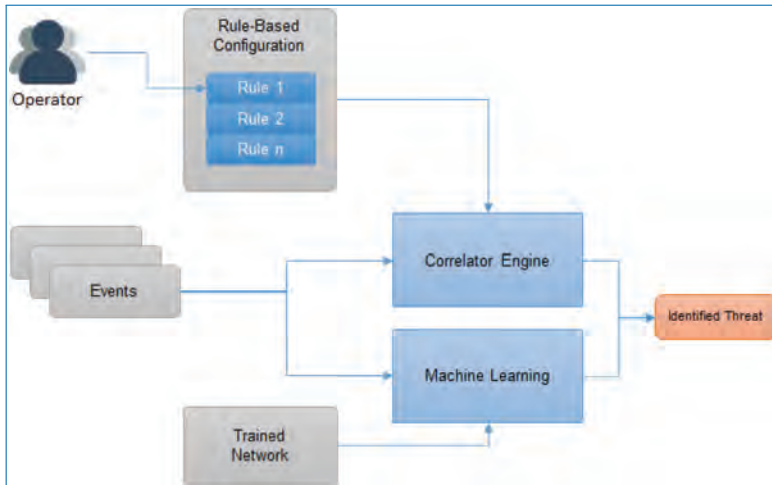 Operator
Rule-Based
Configuration
Rule 1
Rule 2
Rule n
Events
Correlator Engine
Machine Learning
Identified Threat
Trained
Network